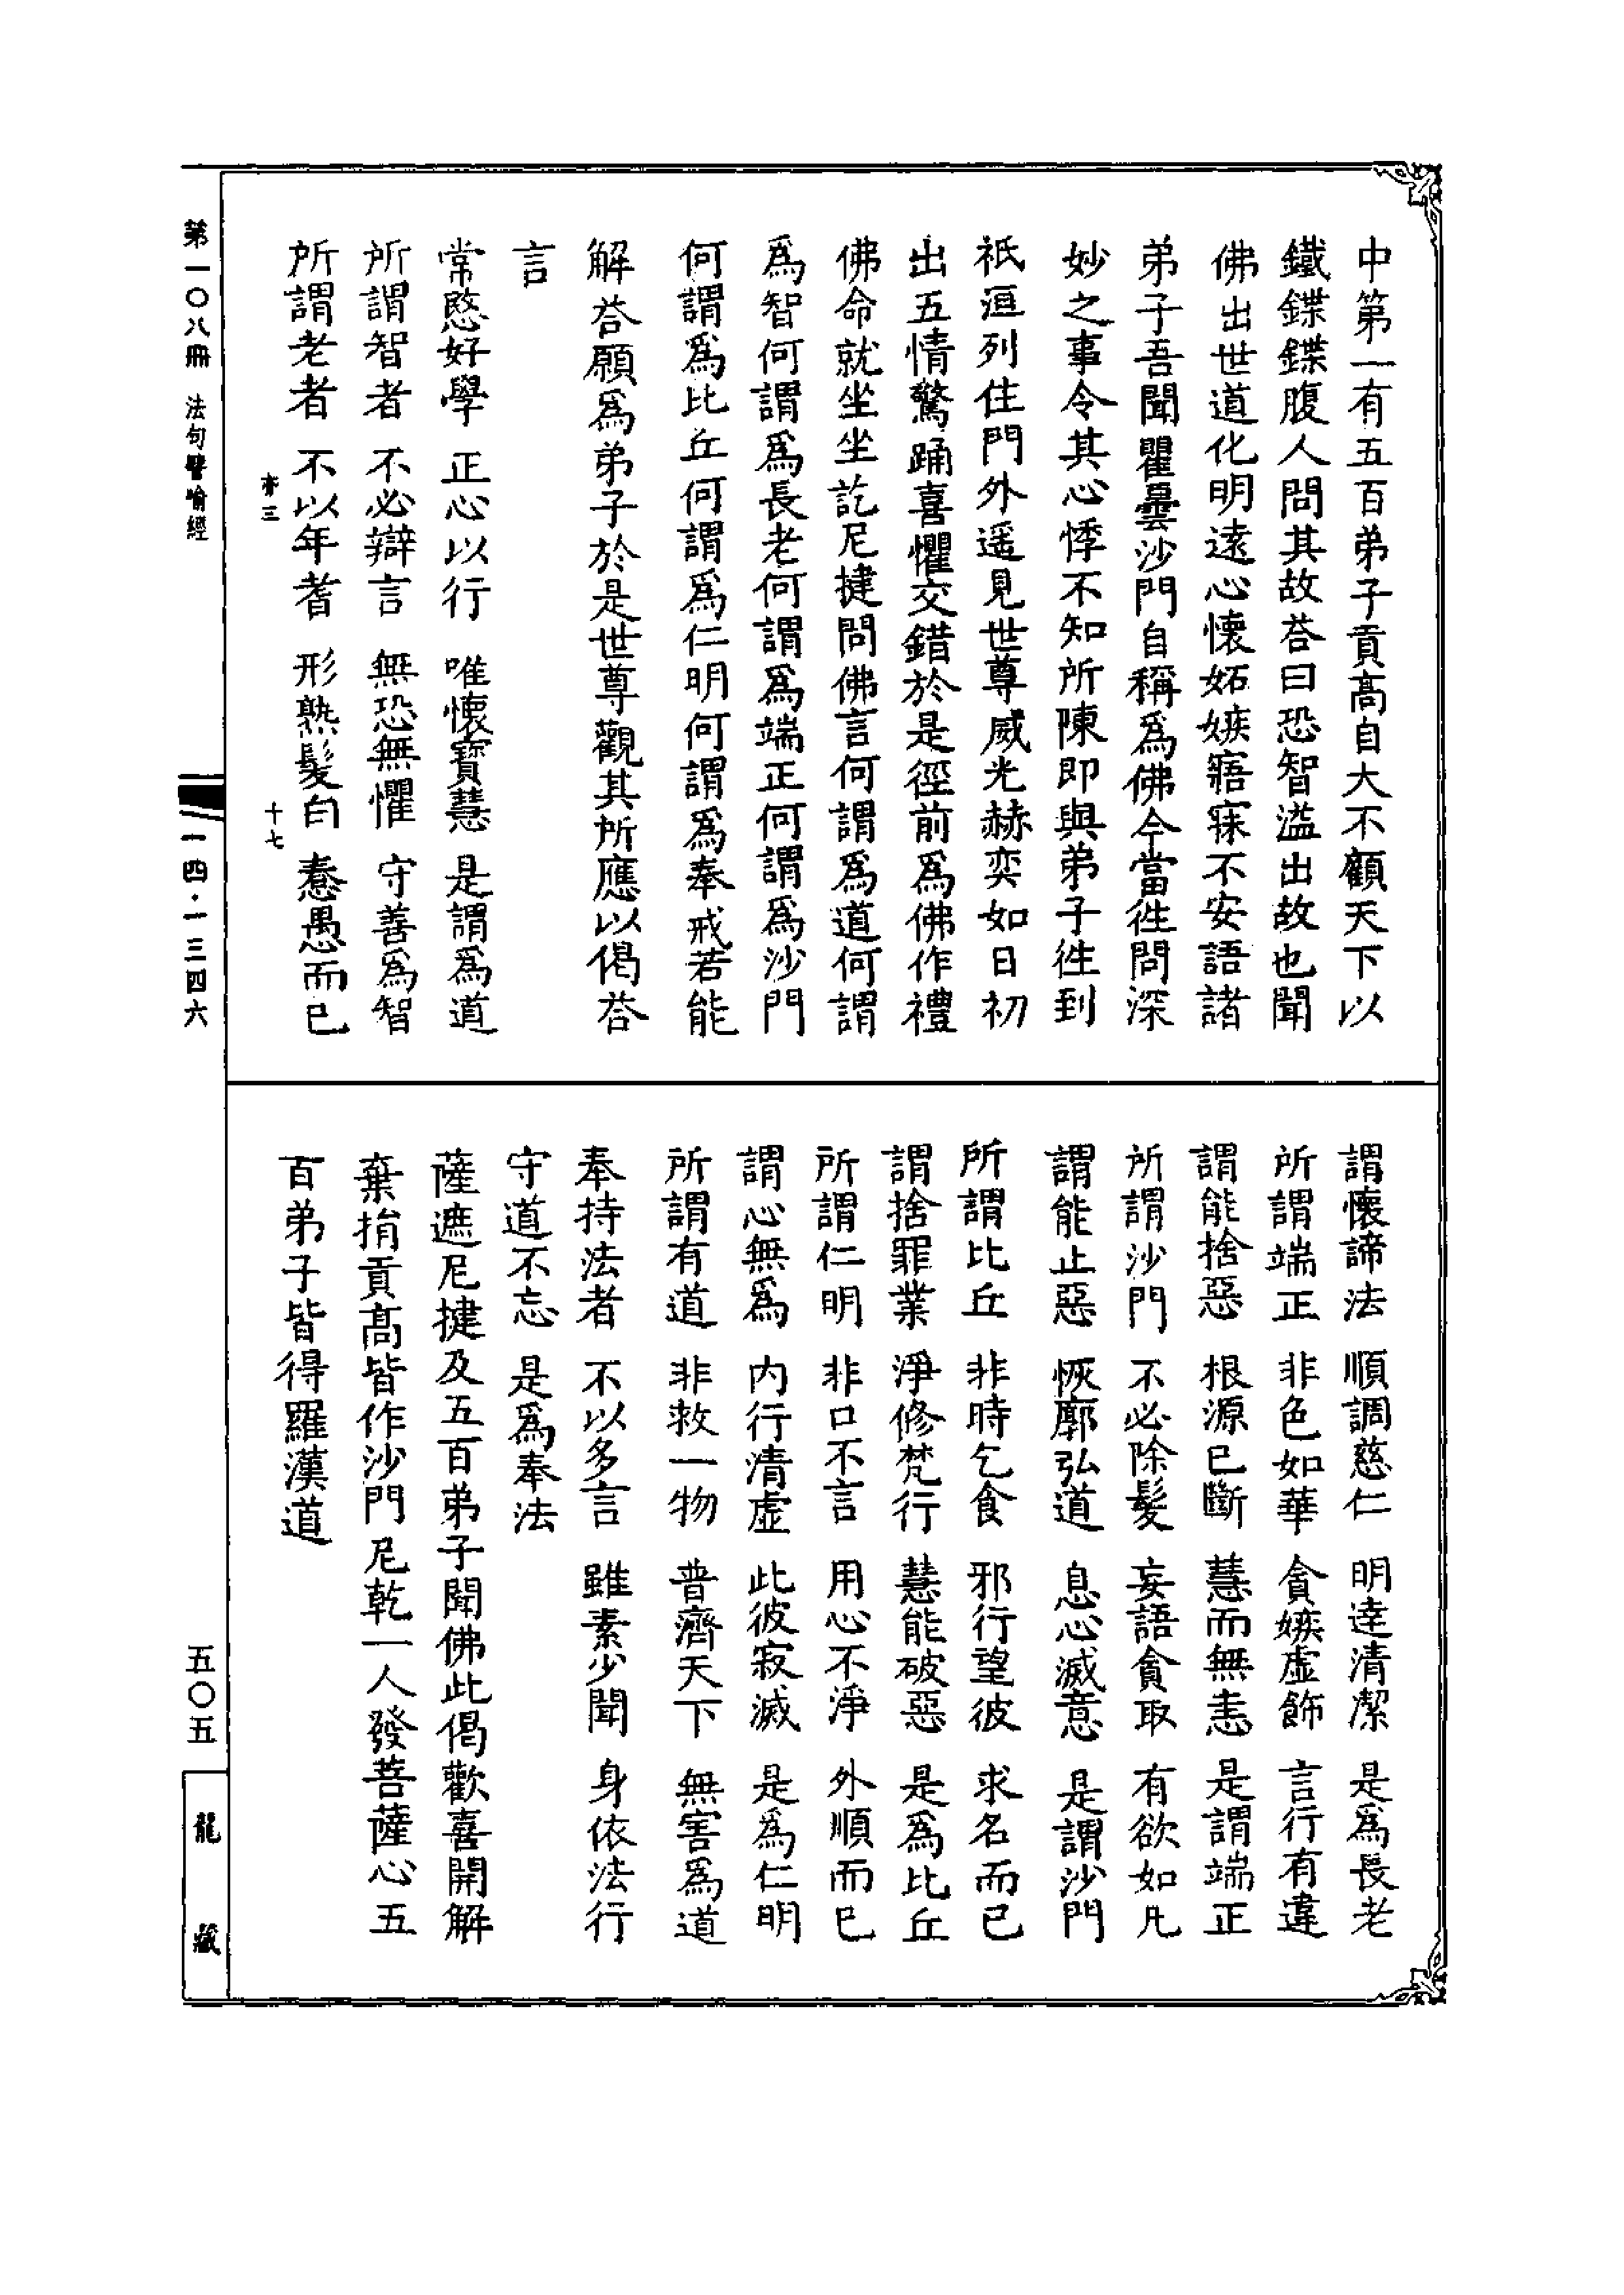 中第一有五百弟子貢高自大不顧天下以
鐵鍱鍱腹人問其故荅曰恐智溢出故也聞
佛出世道化明遠心懷妬嫉寤寐不安語諸
弟子吾聞瞿曇沙門自稱爲佛今當徃問深
妙之事令其心悸不知所陳即與弟子徃到
祇洹列住門外遥見世尊威光赫奕如日初
出五情驚踊喜懼交錯於是徑前爲佛作禮
佛命就坐坐訖尼揵問佛言何謂爲道何謂
爲智何謂爲長老何謂爲端正何謂爲沙門
何謂爲比丘何謂爲仁明何謂爲奉戒若能
解荅願爲弟子於是世尊觀其所應以偈荅
言
常愍好學 正心以行 唯懷寶慧 是謂爲道
所謂智者 不必辯言 無恐無懼 守善爲智
所謂老者 不以年耆 形熟髮白 惷愚而已
謂懷諦法 順調慈仁 明達清潔 是爲長老
所謂端正 非色如華 貪嫉虛飾 言行有違
謂能捨惡 根源已斷 慧而無恚 是謂端正
所謂沙門 不必除髮 妄語貪取 有欲如凡
謂能止惡 恢廓弘道 息心滅意 是謂沙門
所謂比丘 非時乞食 邪行望彼 求名而已
謂捨罪業 淨修梵行 慧能破惡 是爲比丘
所謂仁明 非口不言 用心不淨 外順而已
謂心無爲 内行清虛 此彼寂滅 是爲仁明
所謂有道 非救一物 普濟天下 無害爲道
奉持法者 不以多言 雖素少聞 身依法行
守道不忘 是爲奉法
薩遮尼揵及五百弟子聞佛此偈歡喜開解
棄捐貢高皆作沙門尼乾一人發菩薩心五
百弟子皆得羅漢道
第一〇八冊 法句譬喻經
一四·一三四六
五〇五
龍藏
三
十七